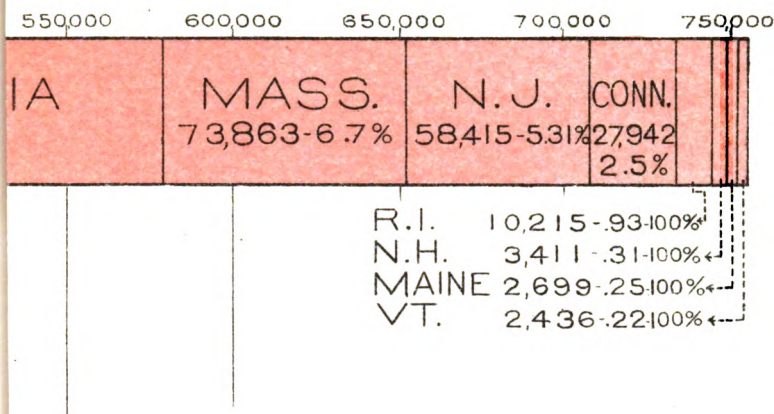 550,000 600,000 650,000 700,000 750,000
IA MASS. N.J. CONN.
73,863-6.7% 58,415-5.31% 27,942
2.5%
R.I. 10,215-.93-100%
N.H. 3,411-.31-100%
MAINE 2,699-.25-100%
VT. 2,436-.22-100%